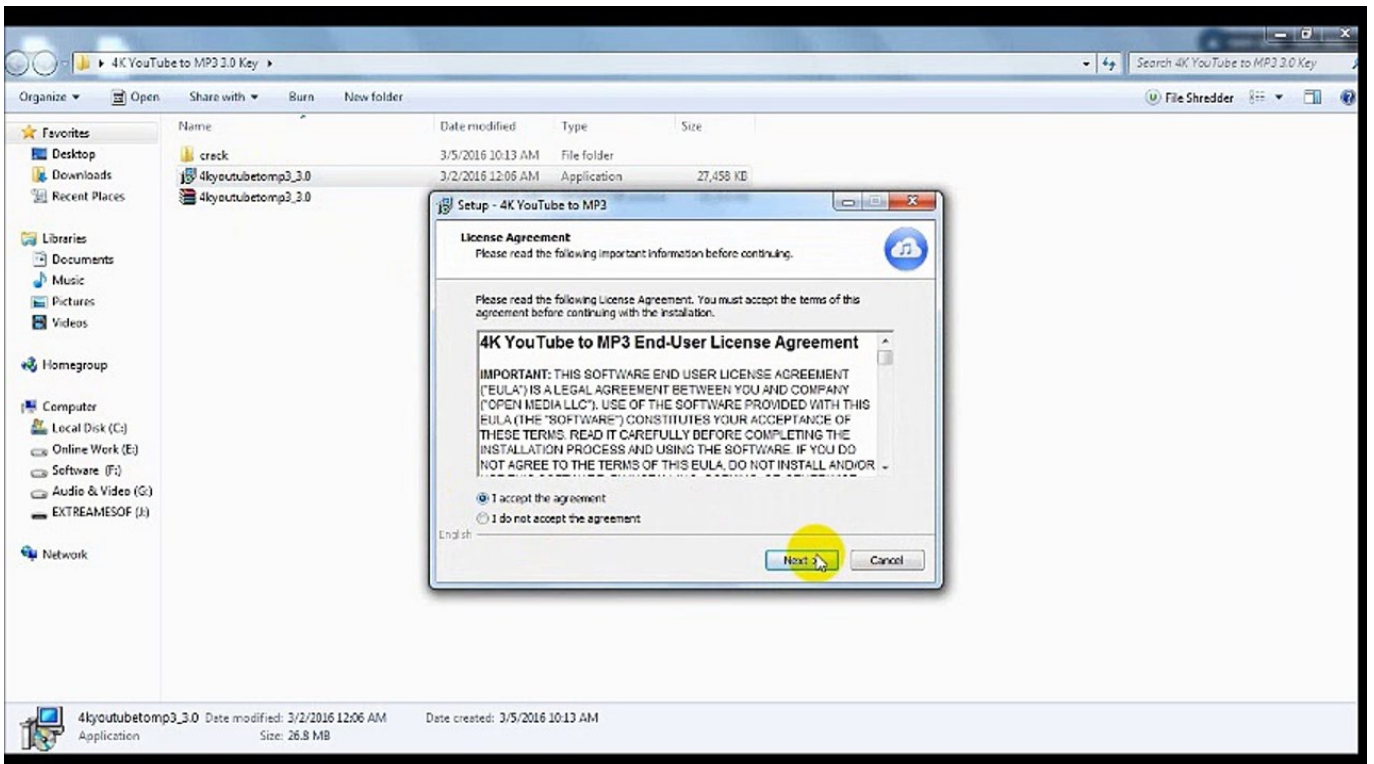 4K YouTube to MP3 3.0 Key
Search 4K YouTube to MP3 3.0 Key
Organize Open Share with Burn New folder File Shredder
Name Date modified Type Size
Favorites
Desktop
Downloads
Recent Places
Libraries
Documents
Music
Pictures
Videos
Homegroup
Computer
Local Disk (C:)
Online Work (E:)
Software (F:)
Audio & Video (G:)
EXTREAMESOF (J:)
Network
crack 3/5/2016 10:13 AM File folder
4kyoutubetomp3_3.0 3/2/2016 12:06 AM Application 27,458 KB
4kyoutubetomp3_3.0
Setup - 4K YouTube to MP3
License Agreement
Please read the following important information before continuing.
Please read the following License Agreement. You must accept the terms of this
agreement before continuing with the installation.
4K YouTube to MP3 End-User License Agreement
IMPORTANT: THIS SOFTWARE END USER LICENSE AGREEMENT
("EULA") IS A LEGAL AGREEMENT BETWEEN YOU AND COMPANY
("OPEN MEDIA LLC"). USE OF THE SOFTWARE PROVIDED WITH THIS
EULA (THE "SOFTWARE") CONSTITUTES YOUR ACCEPTANCE OF
THESE TERMS. READ IT CAREFULLY BEFORE COMPLETING THE
INSTALLATION PROCESS AND USING THE SOFTWARE. IF YOU DO
NOT AGREE TO THE TERMS OF THIS EULA, DO NOT INSTALL AND/OR
I accept the agreement
I do not accept the agreement
English
Next >
Cancel
4kyoutubetomp3_3.0 Date modified: 3/2/2016 12:06 AM Date created: 3/5/2016 10:13 AM
Application Size: 26.8 MB